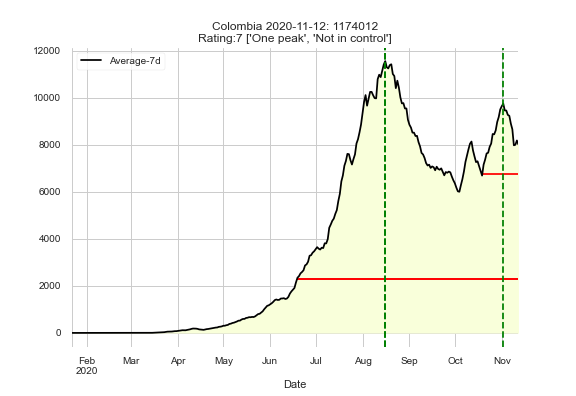 Colombia 2020-11-12: 1174012
Rating:7 ['One peak', 'Not in control']
12000
Average-7d
10000
8000
6000
4000
2000
0
Feb Mar Apr May Jun Jul Aug Sep Oct Nov
2020
Date